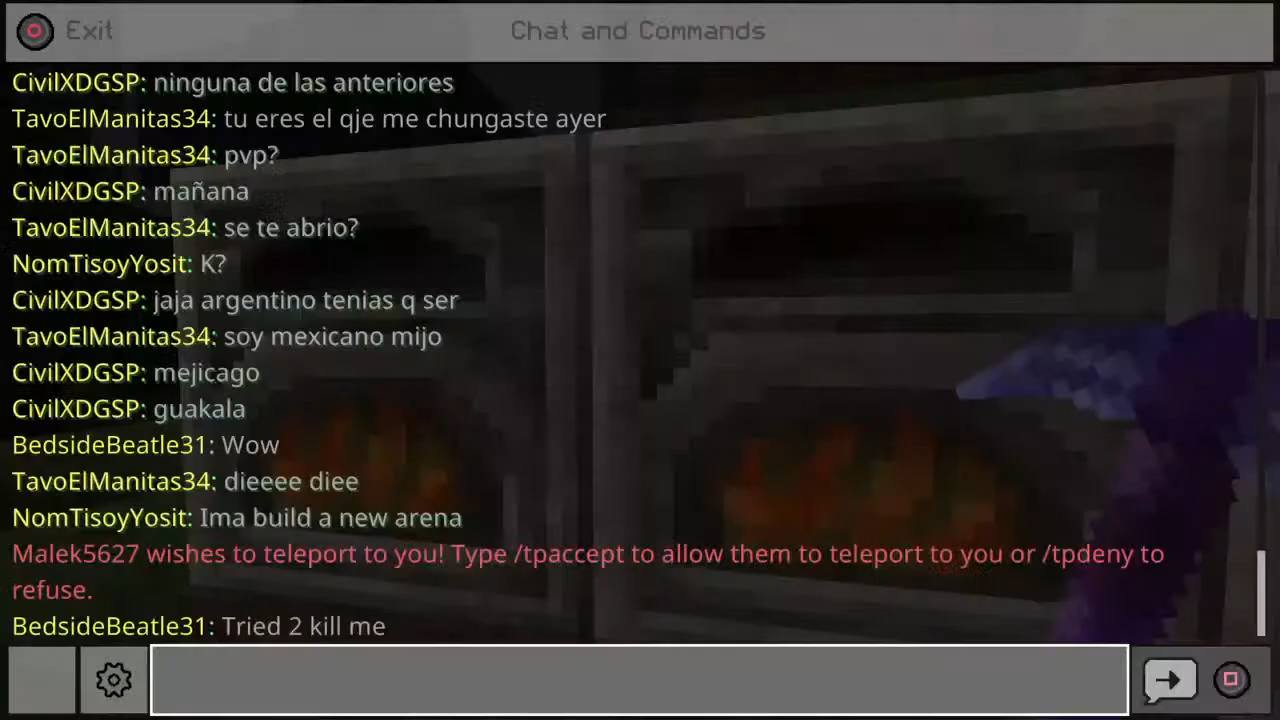 Exit
Chat and Commands
CivilXDGSP: ninguna de las anteriores
TavoElManitas34: tu eres el qje me chungaste ayer
TavoElManitas34: pvp?
CivilXDGSP: mañana
TavoElManitas34: se te abrio?
NomTisoyYosit: K?
CivilXDGSP: jaja argentino tenias q ser
TavoElManitas34: soy mexicano mijo
CivilXDGSP: mejicago
CivilXDGSP: guakala
BedsideBeatle31: Wow
TavoElManitas34: dieeee diee
NomTisoyYosit: Ima build a new arena
Malek5627 wishes to teleport to you! Type /tpaccept to allow them to teleport to you or /tpdeny to
refuse.
BedsideBeatle31: Tried 2 kill me